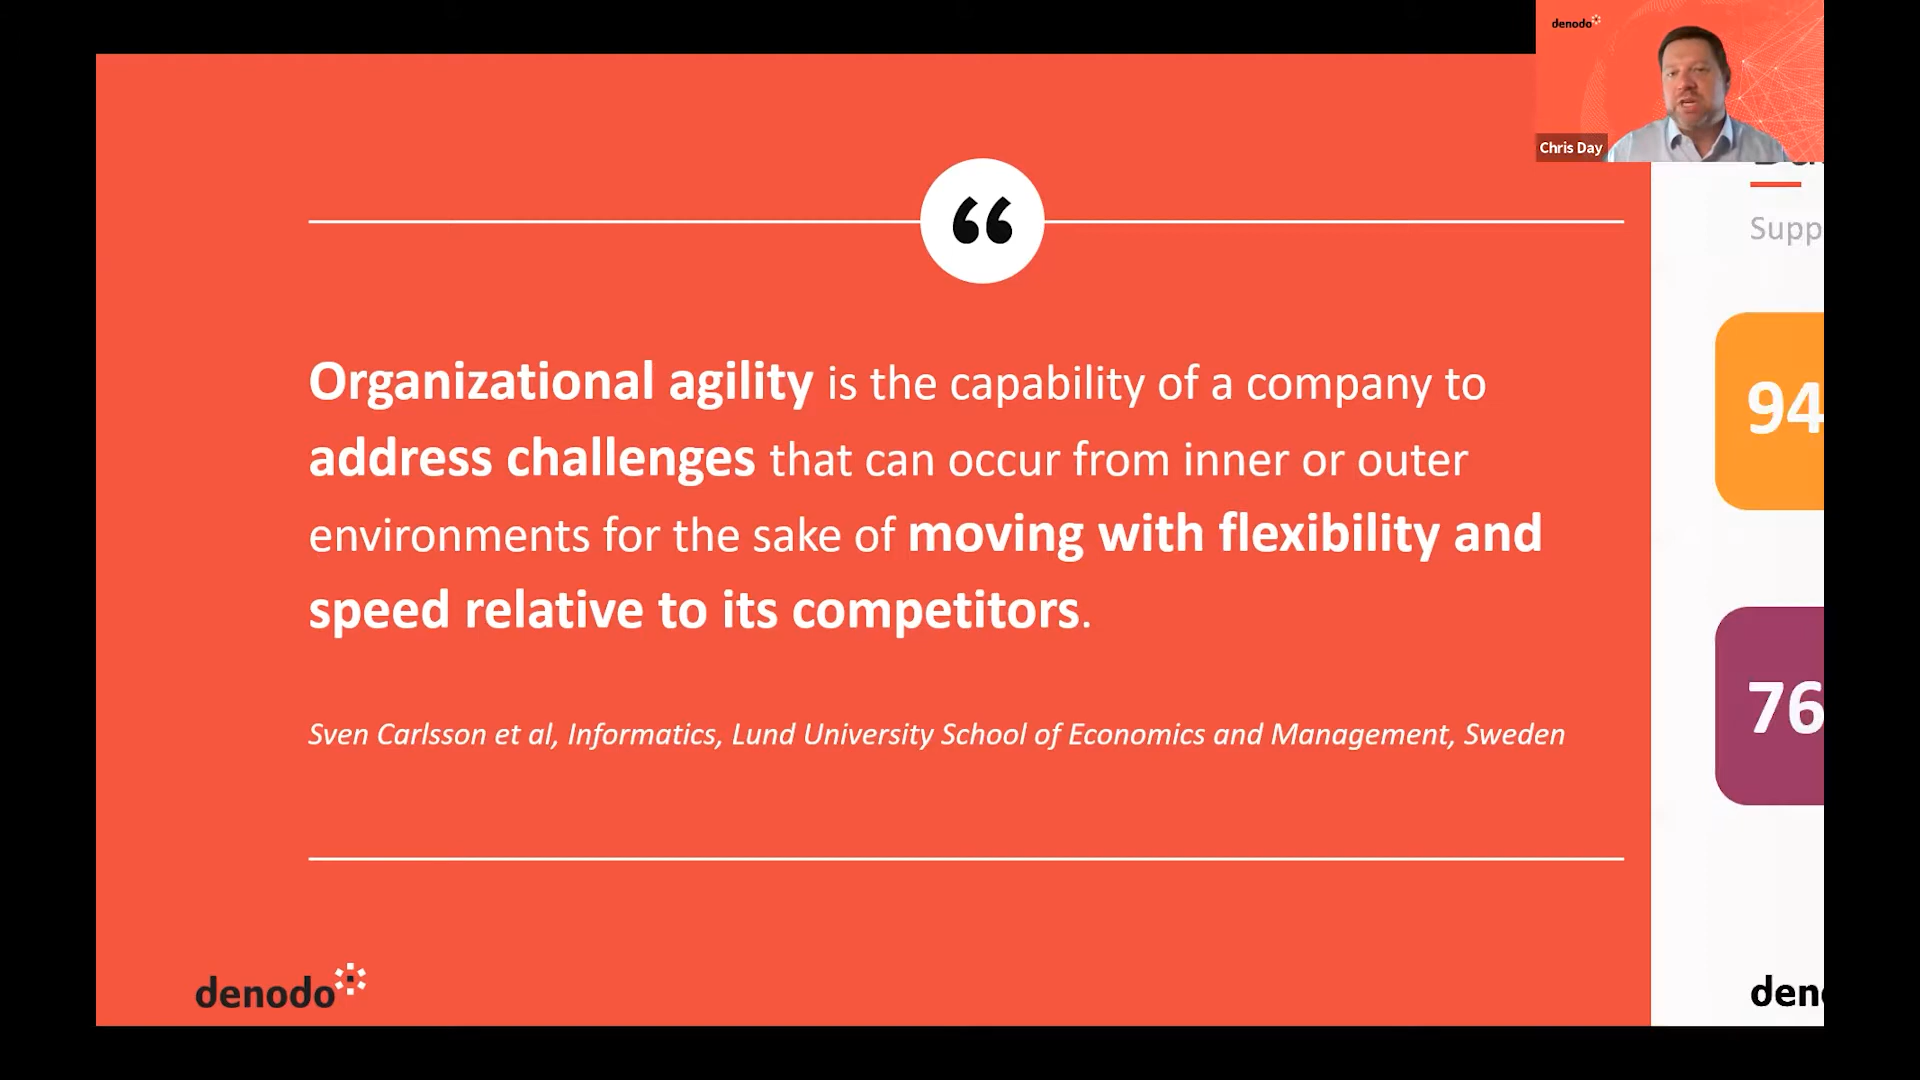 denodo
Chris Day
“
Organizational agility is the capability of a company to
address challenges that can occur from inner or outer
environments for the sake of moving with flexibility and
speed relative to its competitors.
Sven Carlsson et al, Informatics, Lund University School of Economics and Management, Sweden
denodo
Supp
94
76
den